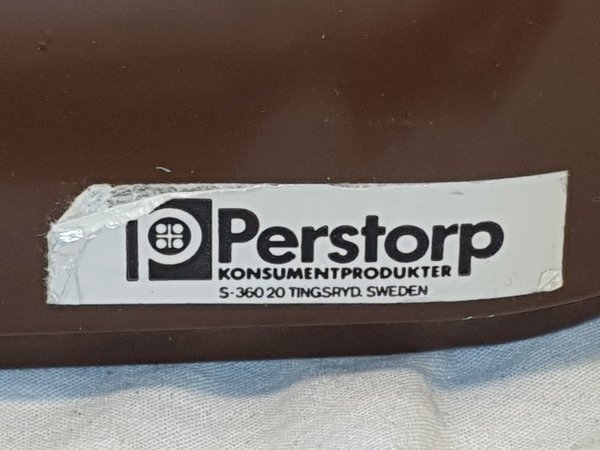 Perstorp
KONSUMENTPRODUKTER
S-360 20 TINGSRYD. SWEDEN